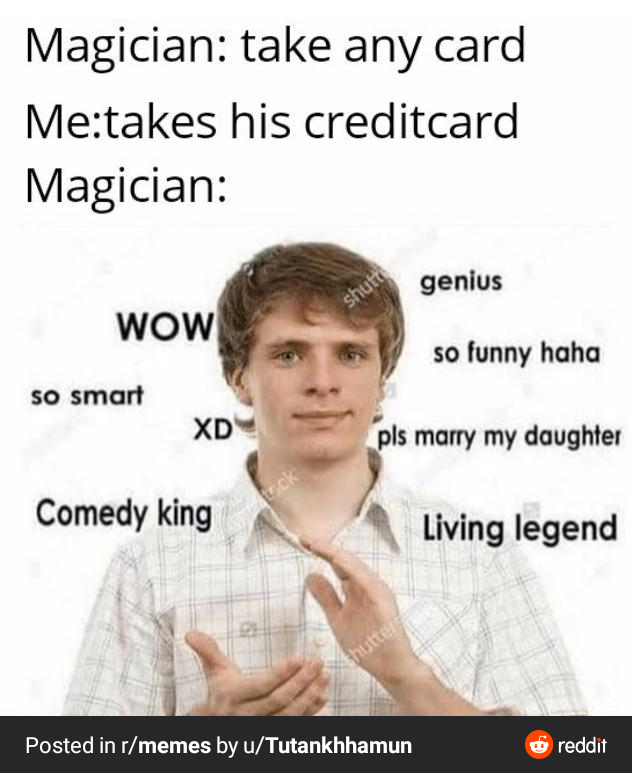 Magician: take any card
Me:takes his creditcard
Magician:
shutte
genius
WOW
so funny haha
so smart
XD
pls marry my daughter
Comedy king
Living legend
Posted in r/memes by u/Tutankhhamun
reddit